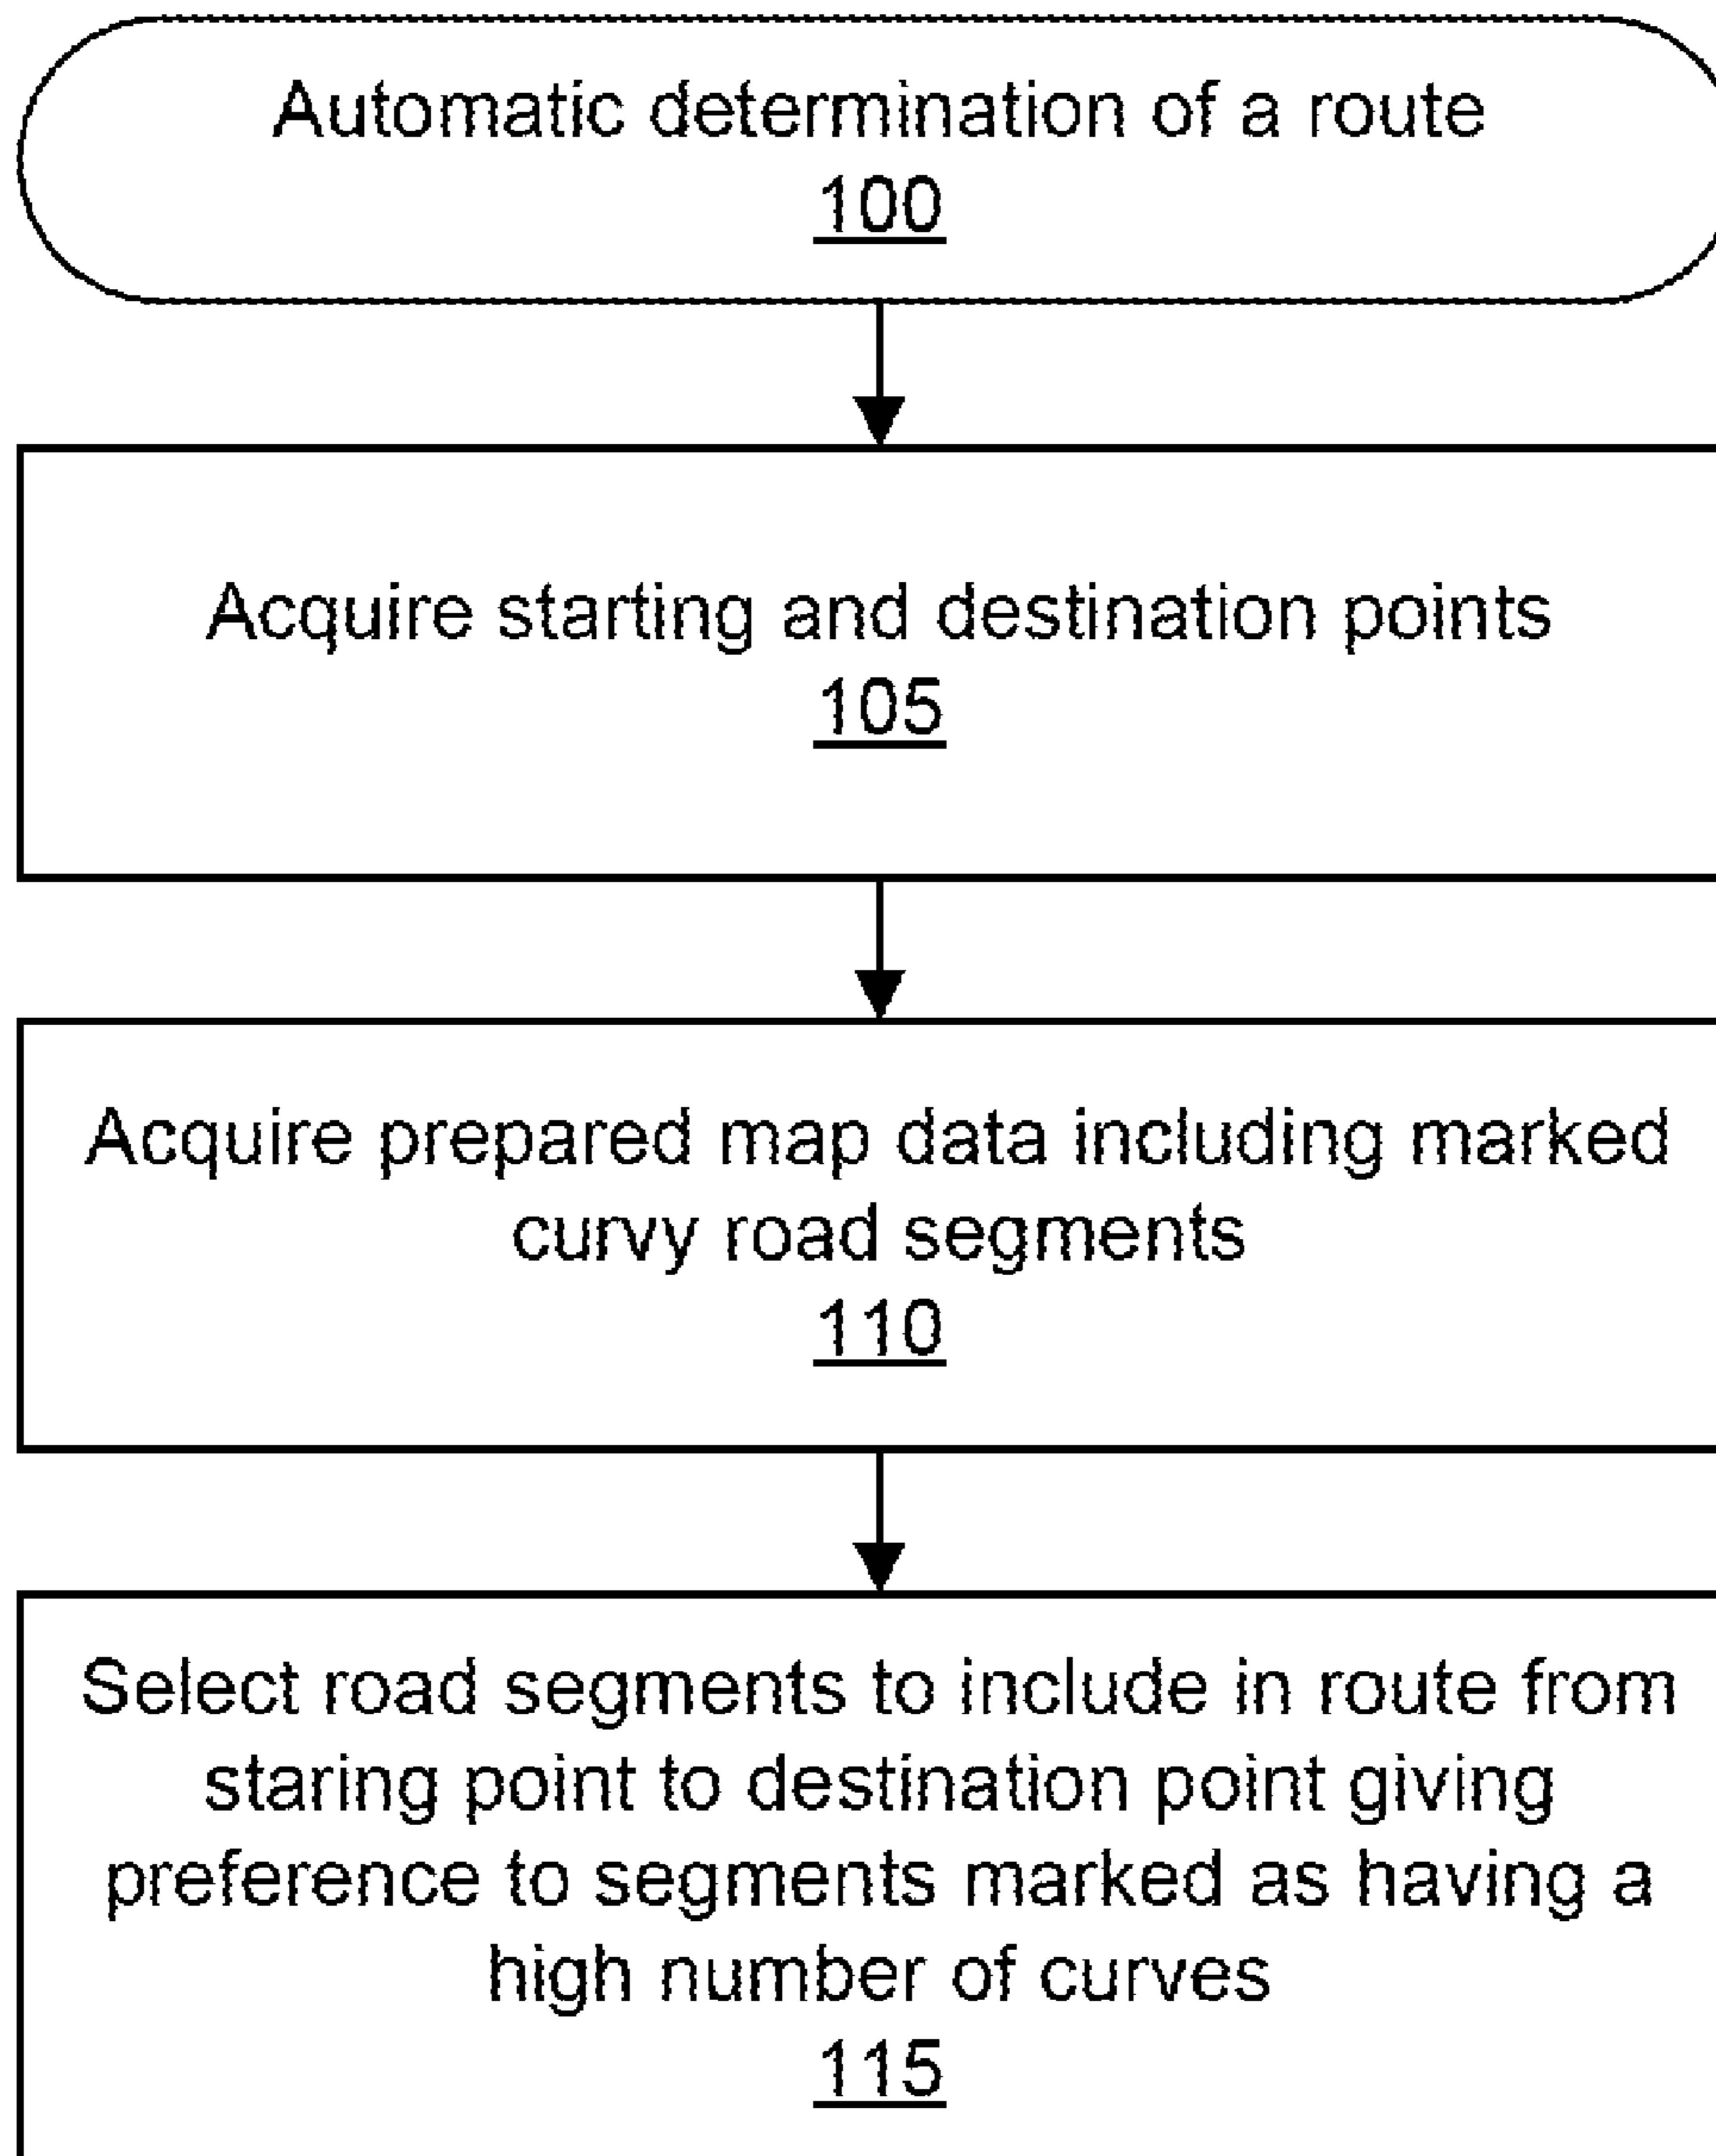 Automatic determination of a route
100
Acquire starting and destination points
105
Acquire prepared map data including marked
curvy road segments
110
Select road segments to include in route from
staring point to destination point giving
preference to segments marked as having a
high number of curves
115